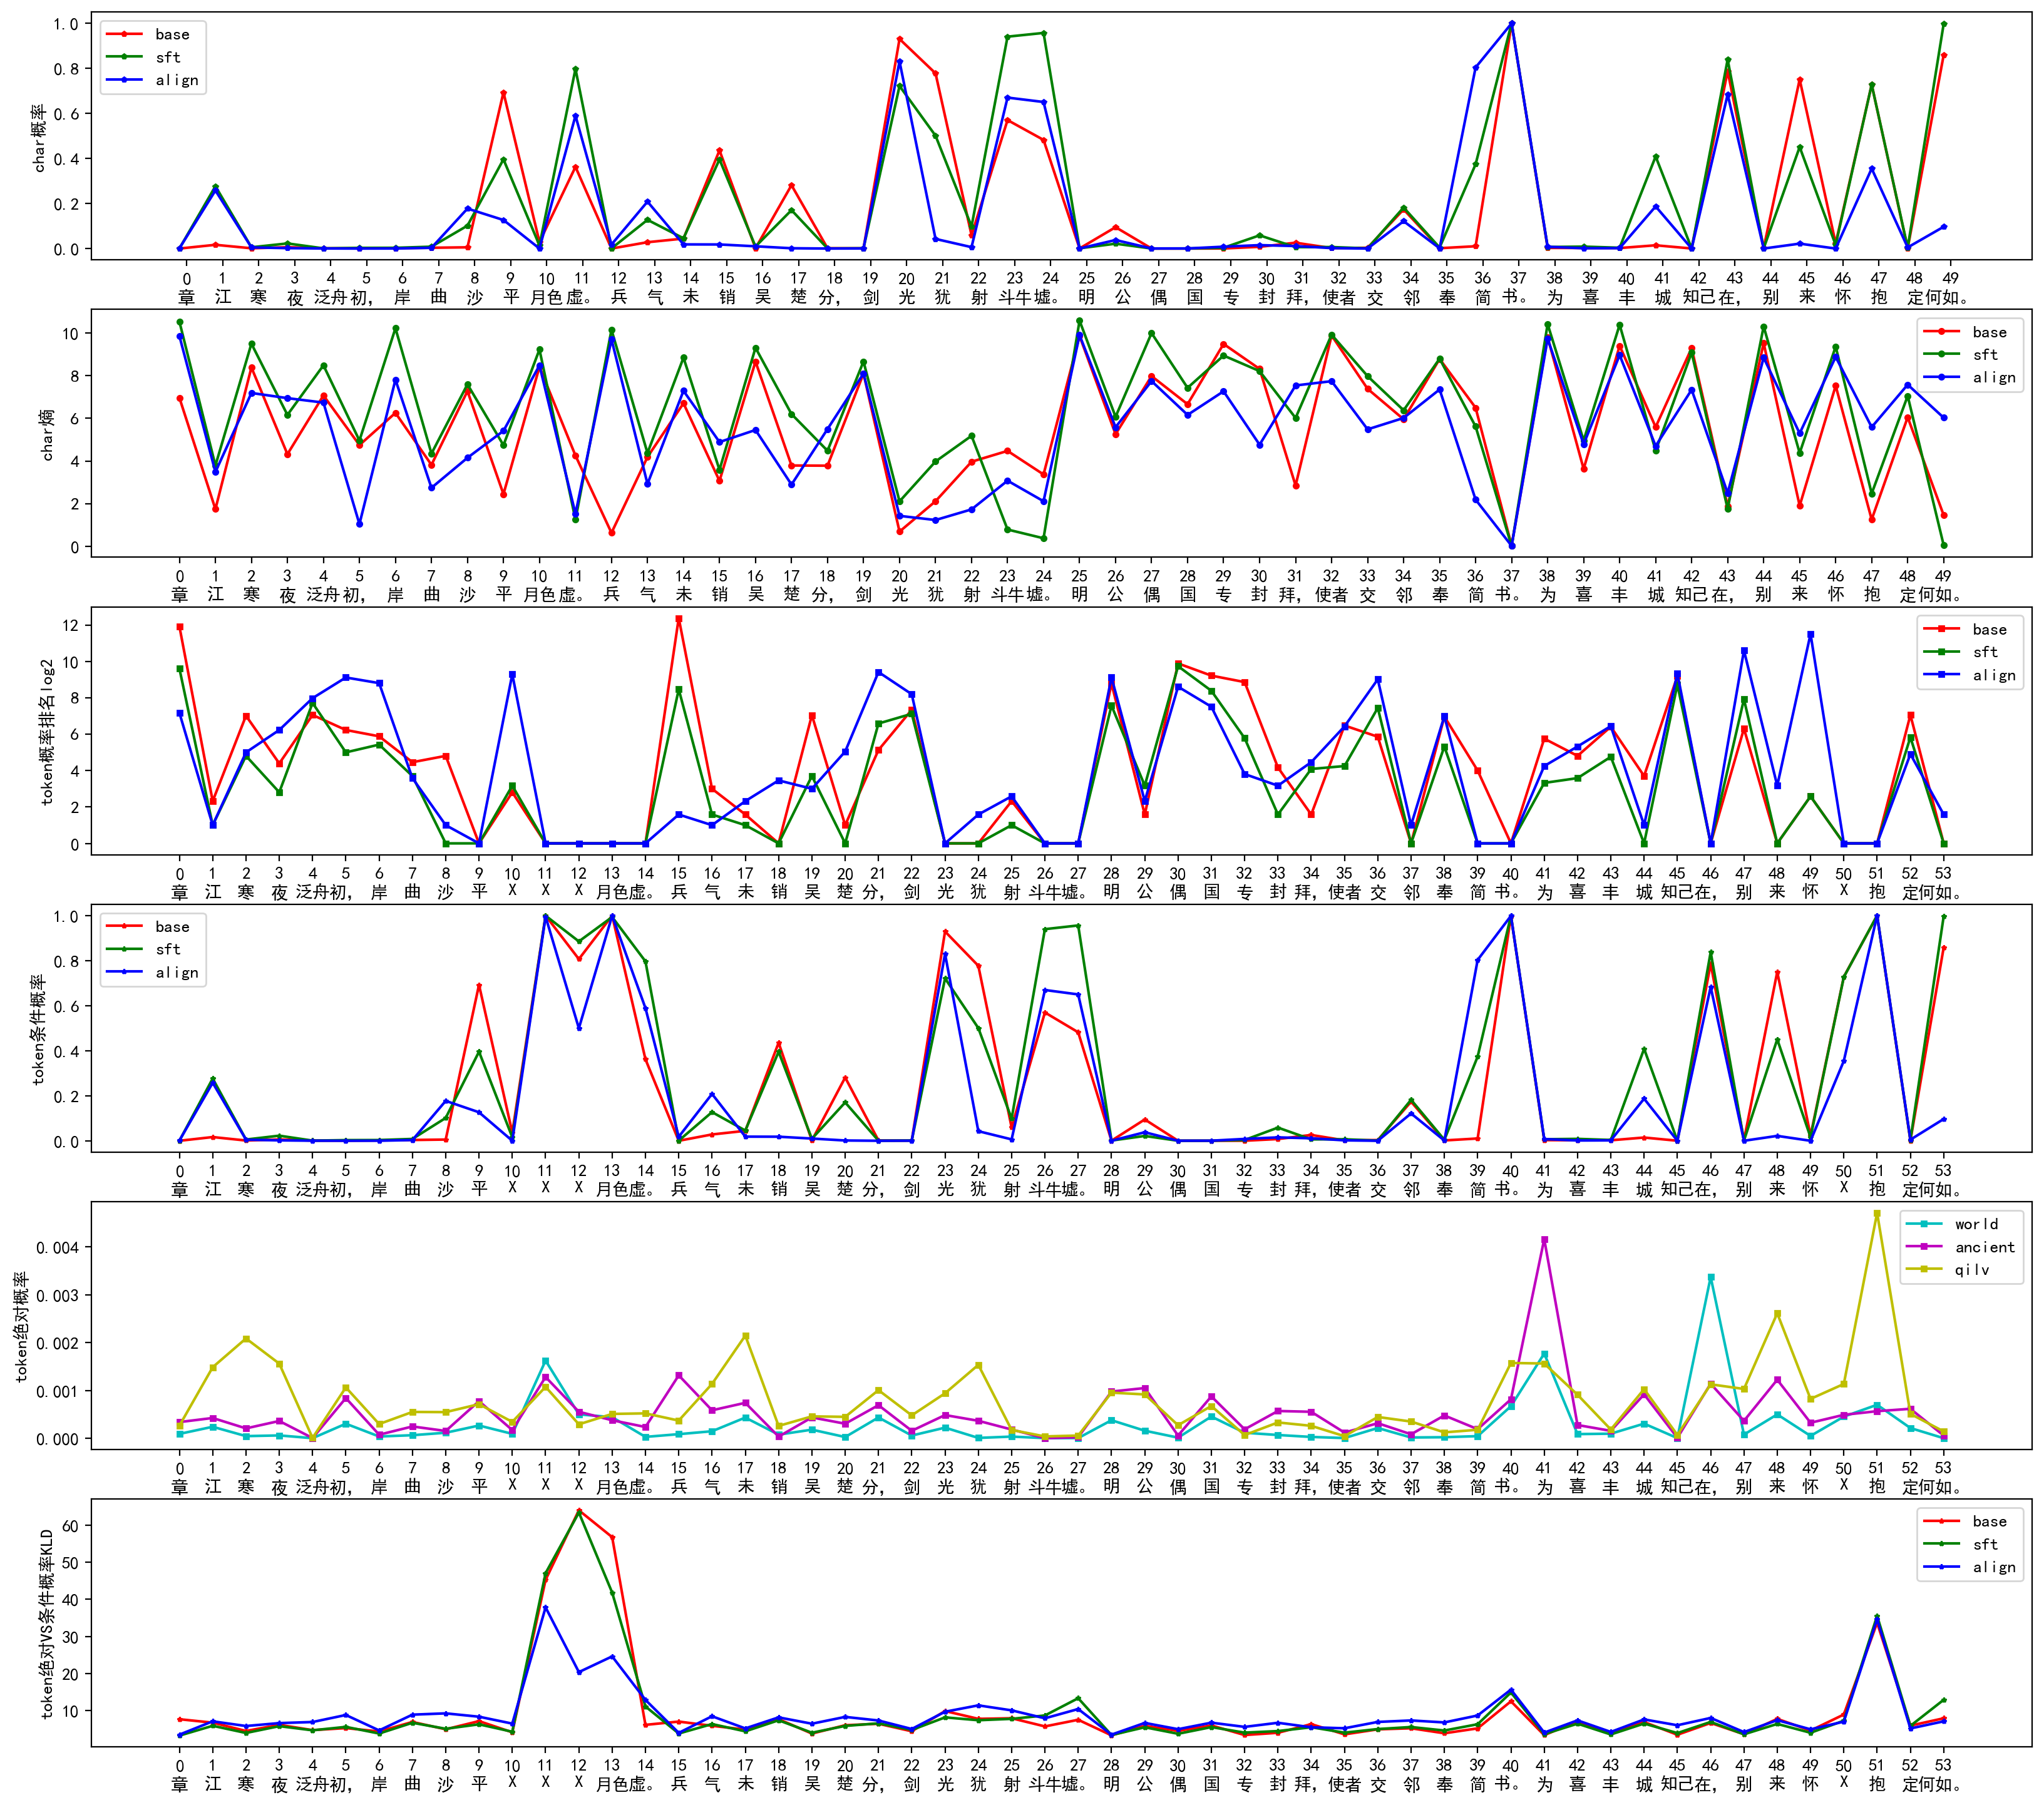 1.0
0.8
0.6
0.4
0.2
0.0
char概率
base
sft
align
0 1 2 3 4 5 6 7 8 9 10 11 12 13 14 15 16 17 18 19 20 21 22 23 24 25 26 27 28 29 30 31 32 33 34 35 36 37 38 39 40 41 42 43 44 45 46 47 48 49
章 江 寒 夜 泛舟初， 岸 曲 沙 平 月色虚。 兵 气 未 销 吴 楚 分， 剑 光 犹 射 斗牛墟。 明 公 偶 国 专 封 拜，使者 交 邻 奉 简 书。 为 喜 丰 城 知己在， 别 来 怀 抱 定何如。
10
8
6
4
2
0
char熵
base
sft
align
0 1 2 3 4 5 6 7 8 9 10 11 12 13 14 15 16 17 18 19 20 21 22 23 24 25 26 27 28 29 30 31 32 33 34 35 36 37 38 39 40 41 42 43 44 45 46 47 48 49
章 江 寒 夜 泛舟初， 岸 曲 沙 平 月色虚。 兵 气 未 销 吴 楚 分， 剑 光 犹 射 斗牛墟。 明 公 偶 国 专 封 拜，使者 交 邻 奉 简 书。 为 喜 丰 城 知己在， 别 来 怀 抱 定何如。
12
10
8
6
4
2
0
token概率排名log2
base
sft
align
0 1 2 3 4 5 6 7 8 9 10 11 12 13 14 15 16 17 18 19 20 21 22 23 24 25 26 27 28 29 30 31 32 33 34 35 36 37 38 39 40 41 42 43 44 45 46 47 48 49 50 51 52 53
章 江 寒 夜 泛舟初， 岸 曲 沙 平 X X X 月色虚。 兵 气 未 销 吴 楚 分， 剑 光 犹 射 斗牛墟。 明 公 偶 国 专 封 拜，使者 交 邻 奉 简 书。 为 喜 丰 城 知己在， 别 来 怀 X 抱 定何如。
1.0
0.8
0.6
0.4
0.2
0.0
token条件概率
base
sft
align
0 1 2 3 4 5 6 7 8 9 10 11 12 13 14 15 16 17 18 19 20 21 22 23 24 25 26 27 28 29 30 31 32 33 34 35 36 37 38 39 40 41 42 43 44 45 46 47 48 49 50 51 52 53
章 江 寒 夜 泛舟初， 岸 曲 沙 平 X X X 月色虚。 兵 气 未 销 吴 楚 分， 剑 光 犹 射 斗牛墟。 明 公 偶 国 专 封 拜，使者 交 邻 奉 简 书。 为 喜 丰 城 知己在， 别 来 怀 X 抱 定何如。
0.004
0.003
0.002
0.001
0.000
token绝对概率
world
ancient
qilv
0 1 2 3 4 5 6 7 8 9 10 11 12 13 14 15 16 17 18 19 20 21 22 23 24 25 26 27 28 29 30 31 32 33 34 35 36 37 38 39 40 41 42 43 44 45 46 47 48 49 50 51 52 53
章 江 寒 夜 泛舟初， 岸 曲 沙 平 X X X 月色虚。 兵 气 未 销 吴 楚 分， 剑 光 犹 射 斗牛墟。 明 公 偶 国 专 封 拜，使者 交 邻 奉 简 书。 为 喜 丰 城 知己在， 别 来 怀 X 抱 定何如。
60
50
40
30
20
10
token绝对VS条件概率KLD
base
sft
align
0 1 2 3 4 5 6 7 8 9 10 11 12 13 14 15 16 17 18 19 20 21 22 23 24 25 26 27 28 29 30 31 32 33 34 35 36 37 38 39 40 41 42 43 44 45 46 47 48 49 50 51 52 53
章 江 寒 夜 泛舟初， 岸 曲 沙 平 X X X 月色虚。 兵 气 未 销 吴 楚 分， 剑 光 犹 射 斗牛墟。 明 公 偶 国 专 封 拜，使者 交 邻 奉 简 书。 为 喜 丰 城 知己在， 别 来 怀 X 抱 定何如。